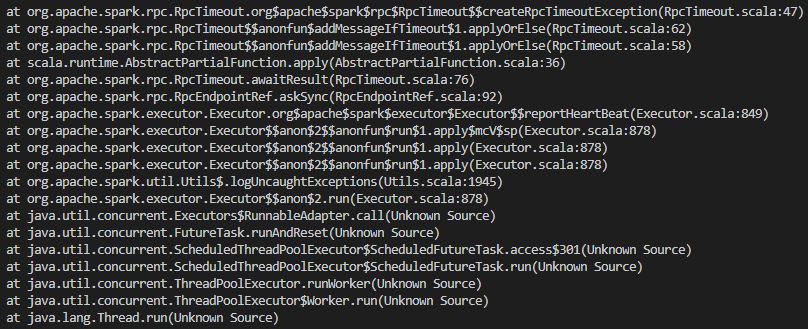 at org.apache.spark.rpc.RpcTimeout.org$apache$spark$rpc$RpcTimeout$$createRpcTimeoutException(RpcTimeout.scala:47)
at org.apache.spark.rpc.RpcTimeout$$anonfun$addMessageIfTimeout$1.applyOrElse(RpcTimeout.scala:62)
at org.apache.spark.rpc.RpcTimeout$$anonfun$addMessageIfTimeout$1.applyOrElse(RpcTimeout.scala:58)
at scala.runtime.AbstractPartialFunction.apply(AbstractPartialFunction.scala:36)
at org.apache.spark.rpc.RpcTimeout.awaitResult(RpcTimeout.scala:76)
at org.apache.spark.rpc.RpcEndpointRef.askSync(RpcEndpointRef.scala:92)
at org.apache.spark.executor.Executor.org$apache$spark$executor$Executor$$reportHeartBeat(Executor.scala:849)
at org.apache.spark.executor.Executor$$anon$2$$anonfun$run$1.apply$mcV$sp(Executor.scala:878)
at org.apache.spark.executor.Executor$$anon$2$$anonfun$run$1.apply(Executor.scala:878)
at org.apache.spark.executor.Executor$$anon$2$$anonfun$run$1.apply(Executor.scala:878)
at org.apache.spark.util.Utils$.logUncaughtExceptions(Utils.scala:1945)
at org.apache.spark.executor.Executor$$anon$2.run(Executor.scala:878)
at java.util.concurrent.Executors$RunnableAdapter.call(Unknown Source)
at java.util.concurrent.FutureTask.runAndReset(Unknown Source)
at java.util.concurrent.ScheduledThreadPoolExecutor$ScheduledFutureTask.access$301(Unknown Source)
at java.util.concurrent.ScheduledThreadPoolExecutor$ScheduledFutureTask.run(Unknown Source)
at java.util.concurrent.ThreadPoolExecutor.runWorker(Unknown Source)
at java.util.concurrent.ThreadPoolExecutor$Worker.run(Unknown Source)
at java.lang.Thread.run(Unknown Source)